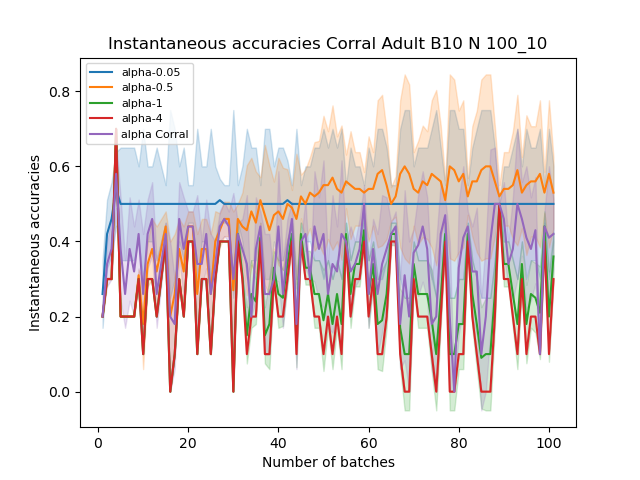 Instantaneous accuracies Corral Adult B10 N 100_10
alpha-0.05
alpha-0.5
alpha-1
alpha-4
alpha Corral
Instantaneous accuracies
0.8
0.6
0.4
0.2
0.0
0 20 40 60 80 100
Number of batches